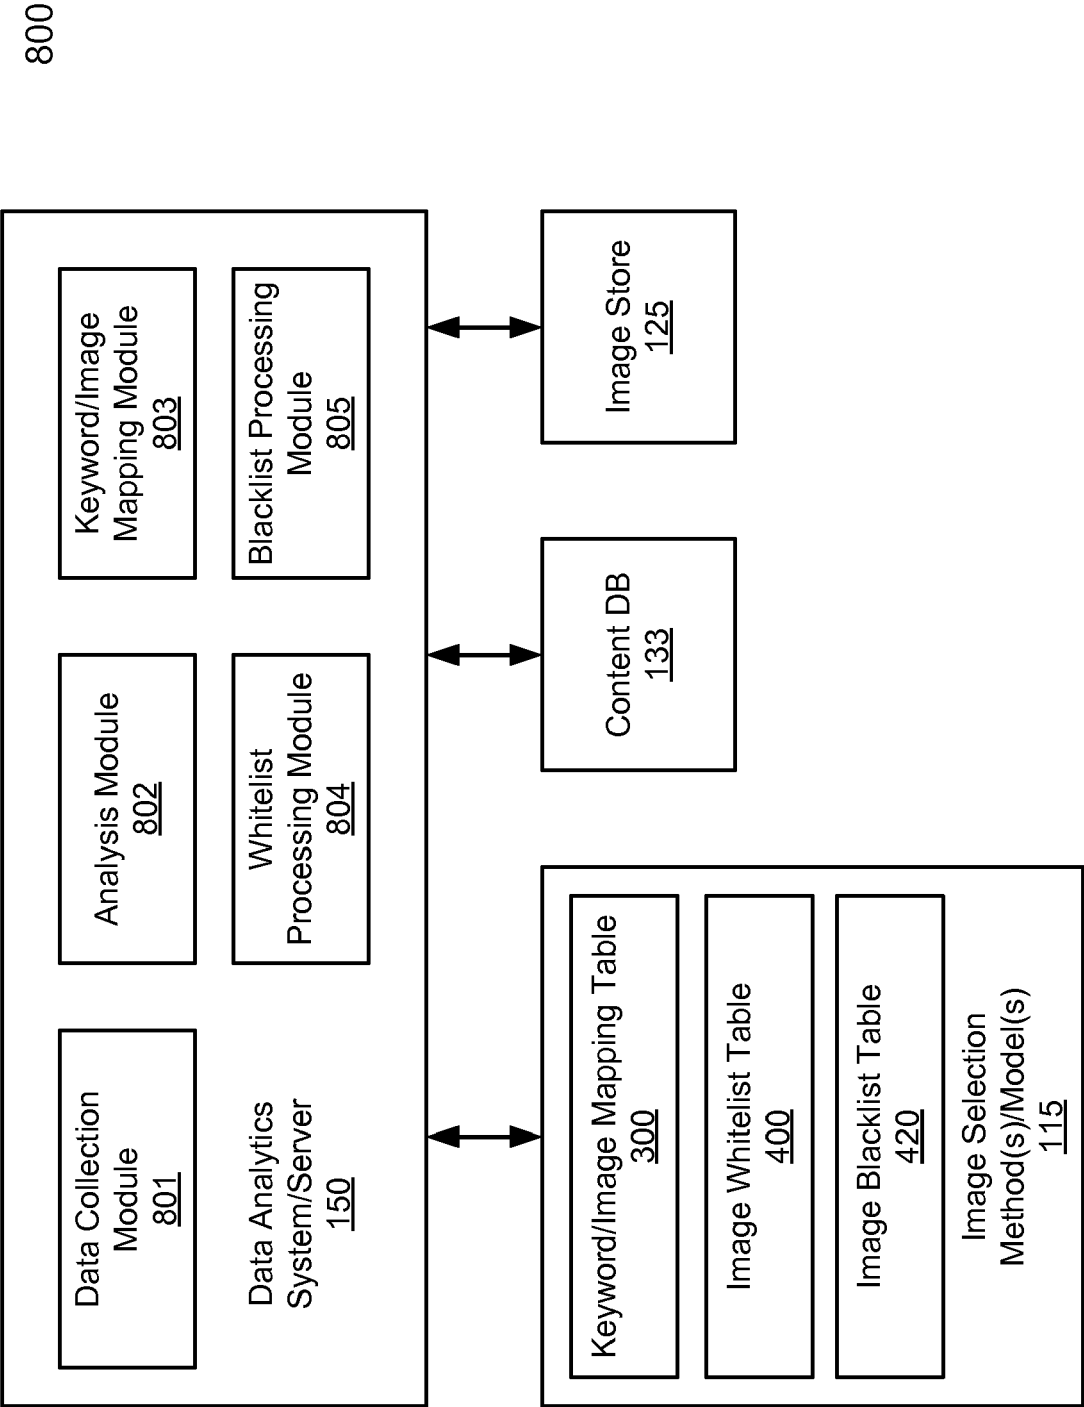 800
Data Collection
Module
801
Analysis Module
802
Keyword/Image
Mapping Module
803
Data Analytics
System/Server
150
Whitelist
Processing Module
804
Blacklist Processing
Module
805
Keyword/Image Mapping Table
300
Image Whitelist Table
400
Image Blacklist Table
420
Image Selection
Method(s)/Model(s)
115
Content DB
133
Image Store
125